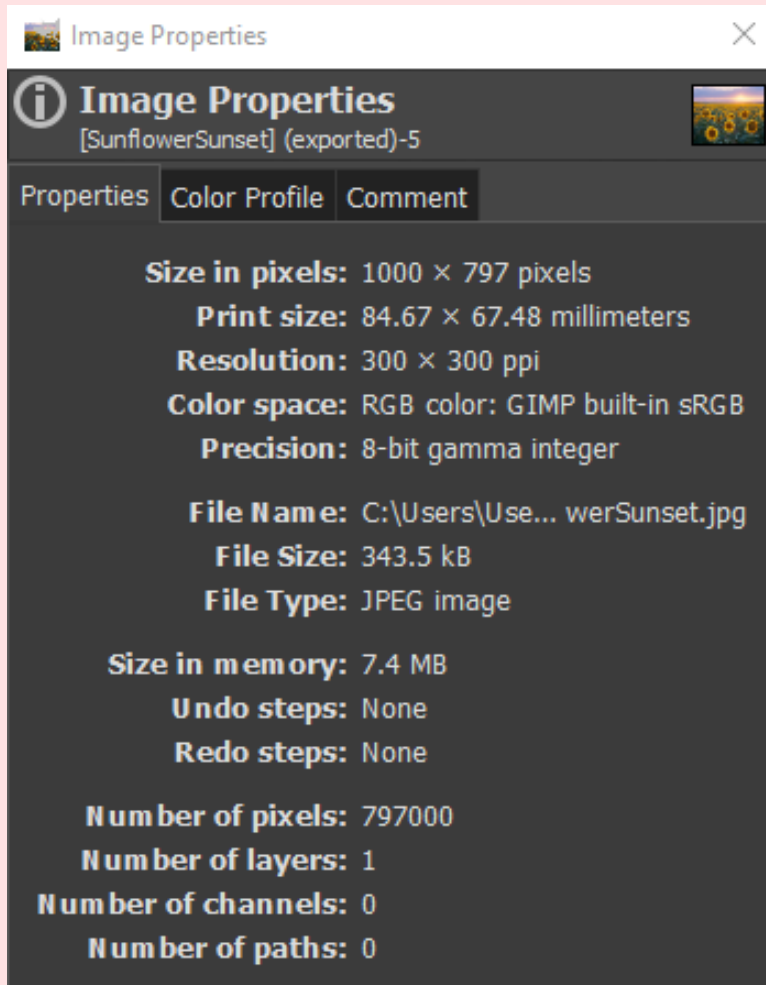 Image Properties
Image Properties
[SunflowerSunset] (exported)-5
Properties Color Profile Comment
Size in pixels: 1000 × 797 pixels
Print size: 84.67 × 67.48 millimeters
Resolution: 300 × 300 ppi
Color space: RGB color: GIMP built-in sRGB
Precision: 8-bit gamma integer
File Name: C:\Users\Use... werSunset.jpg
File Size: 343.5 kB
File Type: JPEG image
Size in memory: 7.4 MB
Undo steps: None
Redo steps: None
Number of pixels: 797000
Number of layers: 1
Number of channels: 0
Number of paths: 0